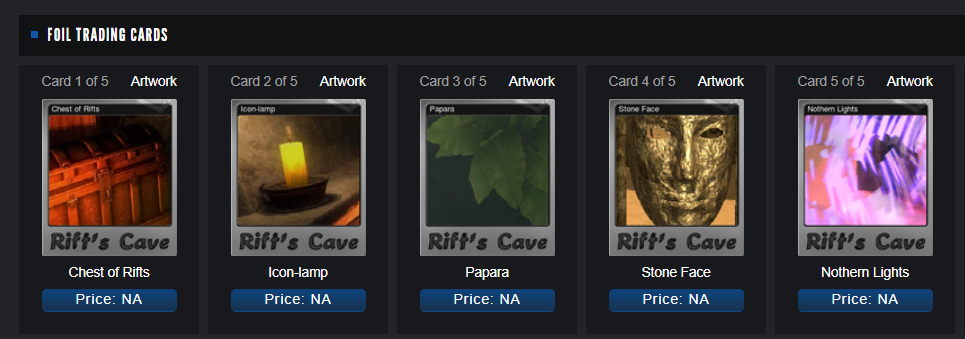 FOIL TRADING CARDS
Card 1 of 5 Artwork
Chest of Rifts
Rift's Cave
Chest of Rifts
Price: NA
Card 2 of 5 Artwork
Icon-lamp
Rift's Cave
Icon-lamp
Price: NA
Card 3 of 5 Artwork
Papara
Rift's Cave
Papara
Price: NA
Card 4 of 5 Artwork
Stone Face
Rift's Cave
Stone Face
Price: NA
Card 5 of 5 Artwork
Nothern Lights
Rift's Cave
Nothern Lights
Price: NA